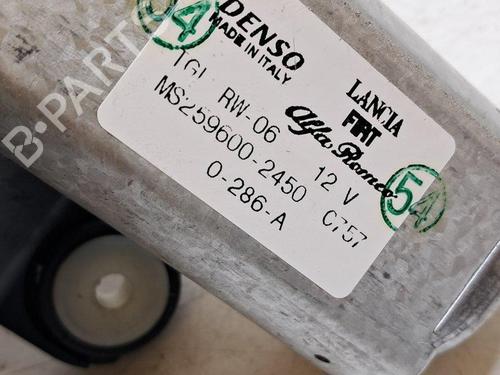 54
DENSO
MADE IN ITALY
LANCIA
FIAT
Alfa Romeo
TGL RW-06 12 V
MS259600-2450 C757
0-286-A
54
B-PARTS